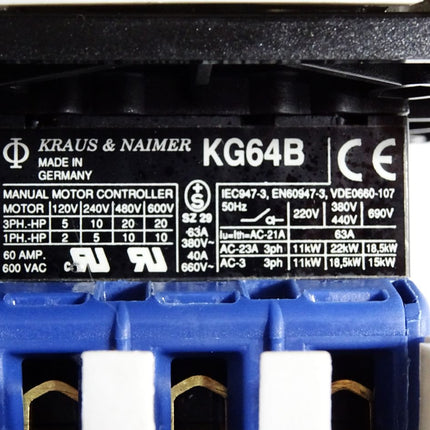 KRAUS & NAIMER KG64B CE
MADE IN
GERMANY
MANUAL MOTOR CONTROLLER
MOTOR 120V 240V 480V 600V
3PH.-HP 5 10 20 20
1PH.-HP 2 5 10 10
60 AMP.
600 VAC
+S
SZ 29
63A
380V~
40A
660V~
IEC947-3, EN60947-3, VDE0660-107
50Hz 220V 380V 690V
440V
Iu=Ith=AC-21A 63A
AC-23A 3ph 11kW 22kW 18,5kW
AC-3 3ph 11kW 18,5kW 15kW